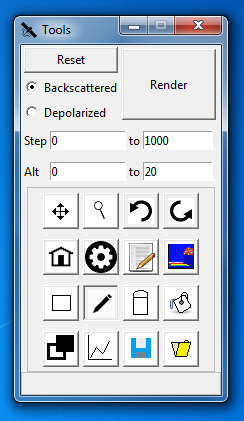 Tools
Reset
Render
Backscattered
Depolarized
Step 0 to 1000
Alt 0 to 20